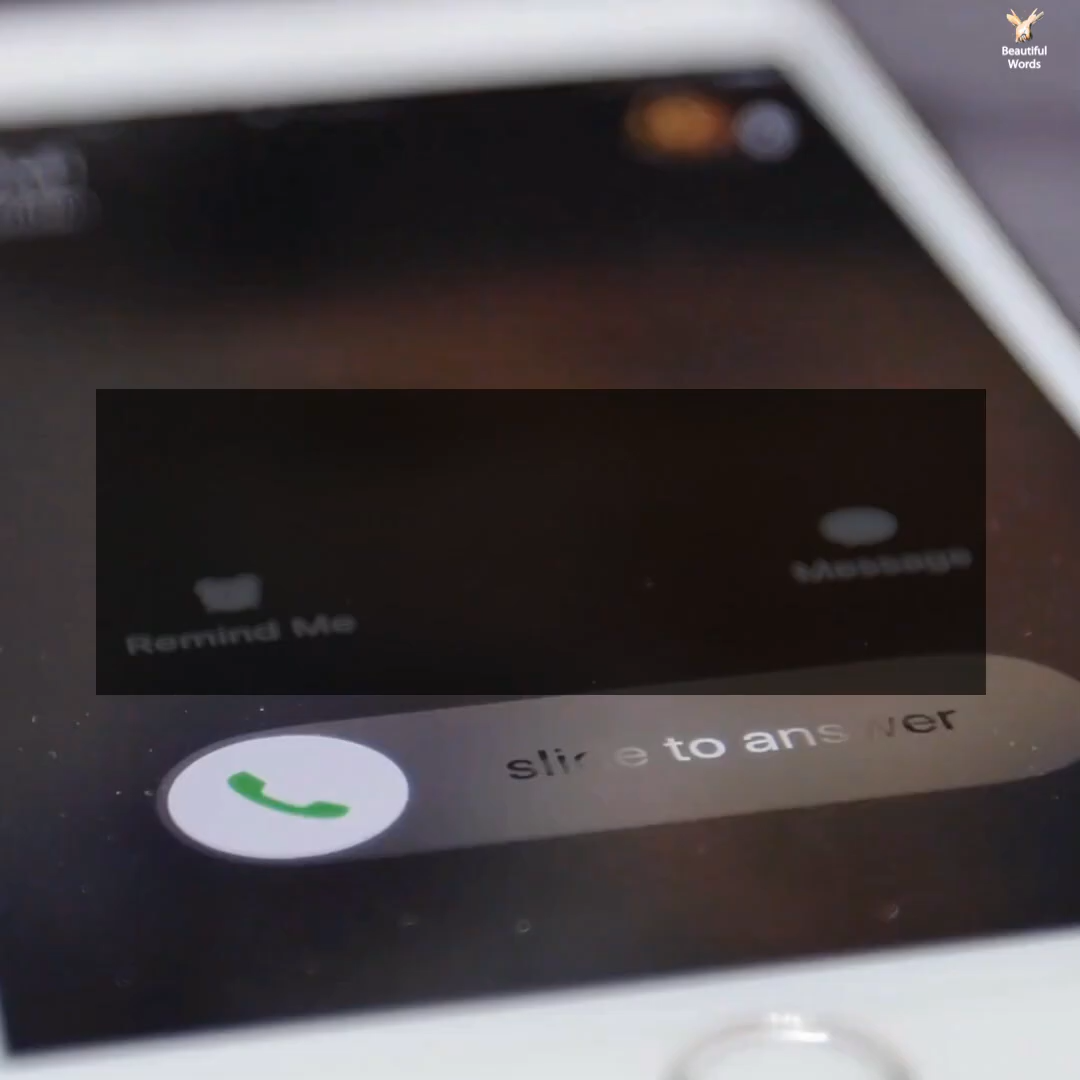 Beautiful
Words
Message
Remind Me
slide to answer